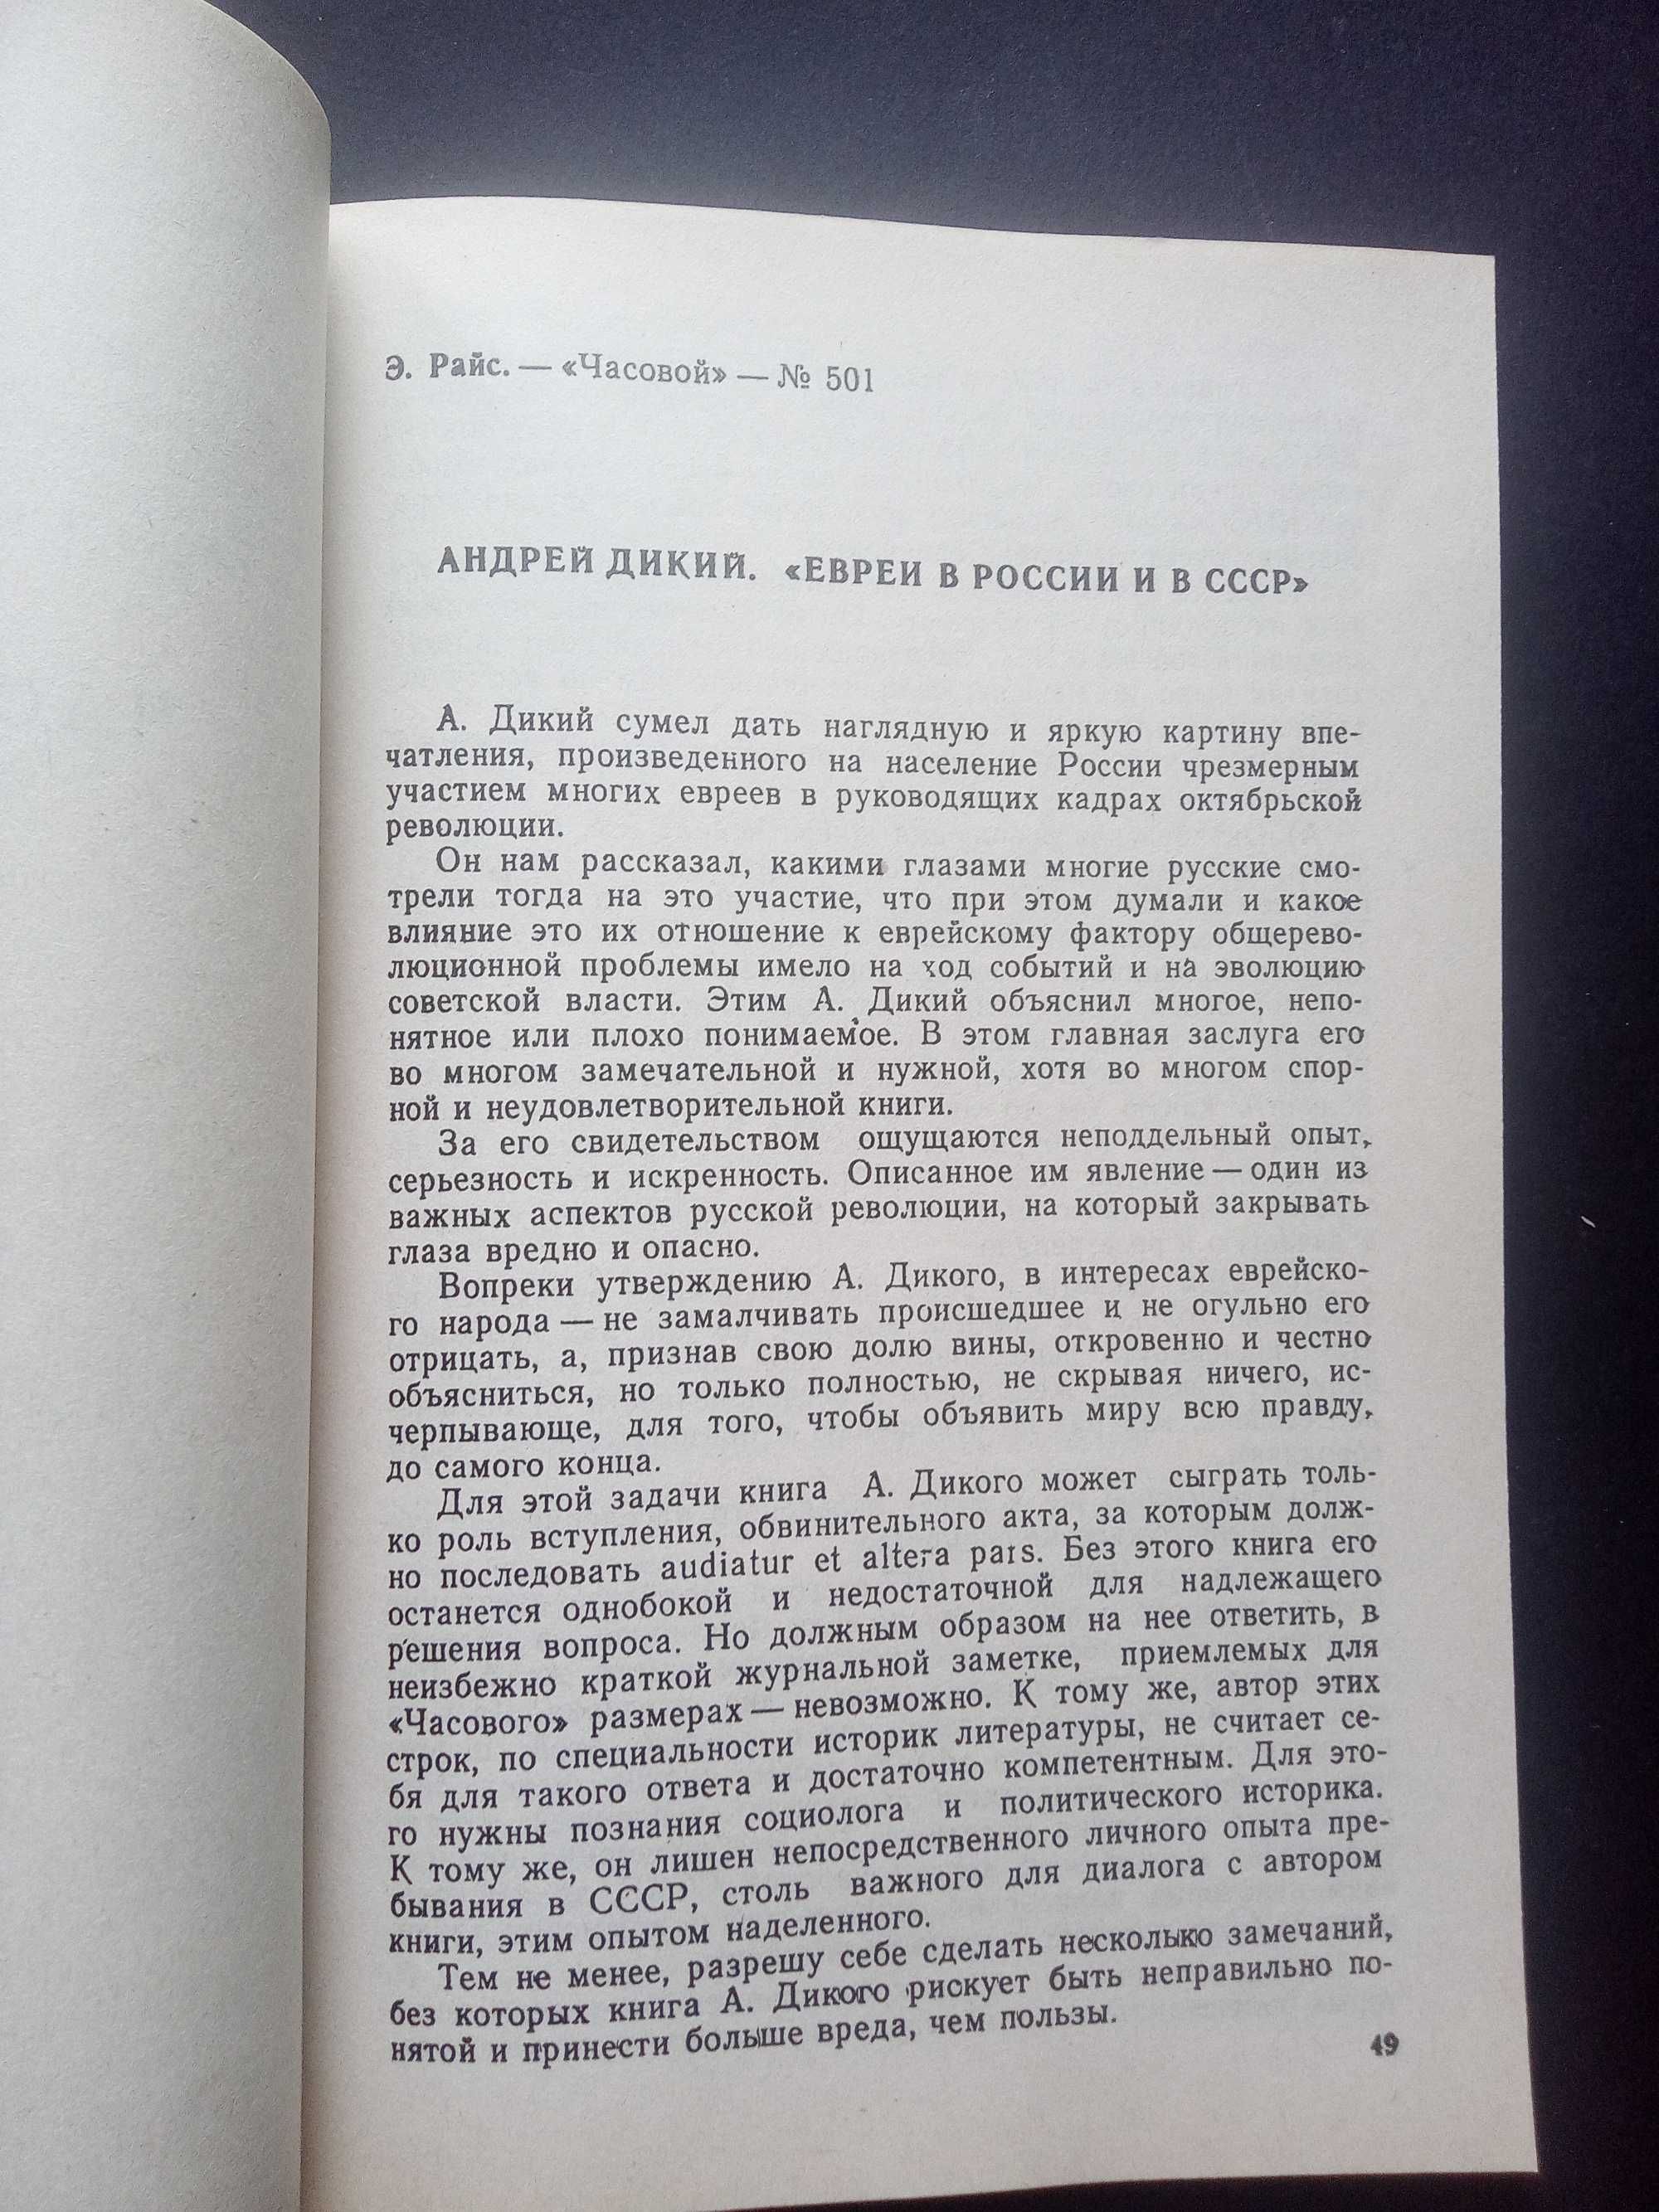 Э. Райс. — «Часовой» — № 501
АНДРЕЙ ДИКИЙ. «ЕВРЕИ В РОССИИ И В СССР»
А. Дикий сумел дать наглядную и яркую картину впе-
чатления, произведенного на население России чрезмерным
участием многих евреев в руководящих кадрах октябрьской
революции.
Он нам рассказал, какими глазами многие русские смо-
трели тогда на это участие, что при этом думали и какое
влияние это их отношение к еврейскому фактору общерево-
люционной проблемы имело на ход событий и на эволюцию
советской власти. Этим А. Дикий объяснил многое, непо-
нятное или плохо понимаемое. В этом главная заслуга его
во многом замечательной и нужной, хотя во многом спор-
ной и неудовлетворительной книги.
За его свидетельством ощущаются неподдельный опыт,
серьезность и искренность. Описанное им явление — один из
важных аспектов русской революции, на который закрывать
глаза вредно и опасно.
Вопреки утверждению А. Дикого, в интересах еврейско-
го народа — не замалчивать происшедшее и не огульно его
отрицать, а, признав свою долю вины, откровенно и честно
объясниться, но только полностью, не скрывая ничего, ис-
черпывающе, для того, чтобы объявить миру всю правду,
до самого конца.
Для этой задачи книга А. Дикого может сыграть толь-
ко роль вступления, обвинительного акта, за которым долж-
но последовать audiatur et altera pars. Без этого книга его
останется однобокой и недостаточной для надлежащего
решения вопроса. Но должным образом на нее ответить, в
неизбежно краткой журнальной заметке, приемлемых для
«Часового» размерах — невозможно. К тому же, автор этих
строк, по специальности историк литературы, не считает се-
бя для такого ответа и достаточно компетентным. Для это-
го нужны познания социолога и политического историка.
К тому же, он лишен непосредственного личного опыта пре-
бывания в СССР, столь важного для диалога с автором
книги, этим опытом наделенного.
Тем не менее, разрешу себе сделать несколько замечаний,
без которых книга А. Дикого рискует быть неправильно по-
нятой и принести больше вреда, чем пользы.
49